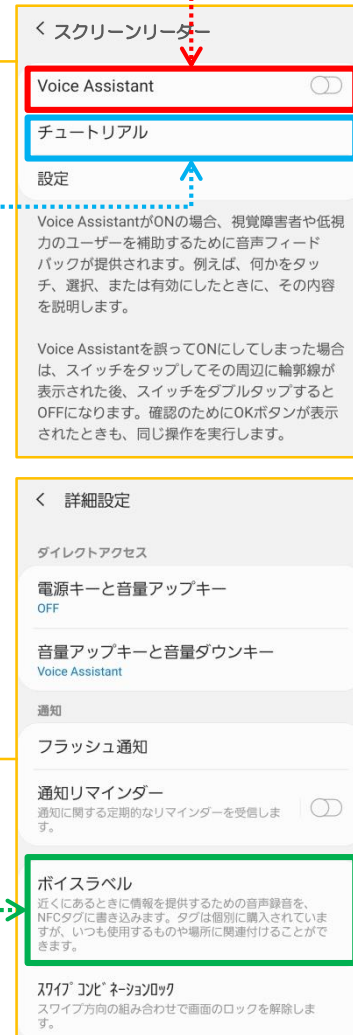 < スクリーンリーダー
Voice Assistant
チュートリアル
設定
Voice AssistantがONの場合、視覚障害者や低視
力のユーザーを補助するために音声フィード
バックが提供されます。例えば、何かをタッ
チ、選択、または有効にしたときに、その内容
を説明します。
Voice Assistantを誤ってONにしてしまった場合
は、スイッチをタップしてその周辺に輪郭線が
表示された後、スイッチをダブルタップすると
OFFになります。確認のためにOKボタンが表示
されたときも、同じ操作を実行します。
< 詳細設定
ダイレクトアクセス
電源キーと音量アップキー
OFF
音量アップキーと音量ダウンキー
Voice Assistant
通知
フラッシュ通知
通知リマインダー
通知に関する定期的なリマインダーを受信しま
す。
ボイスラベル
近くにあるときに情報を提供するための音声録音を、
NFCタグに書き込みます。タグは個別に購入されていま
すが、いつも使用するものや場所に関連付けることがで
きます。
ｽﾜｲﾌﾟ ｺﾝﾋﾞﾈｰｼｮﾝﾛｯｸ
スワイプ方向の組み合わせで画面のロックを解除しま
す。